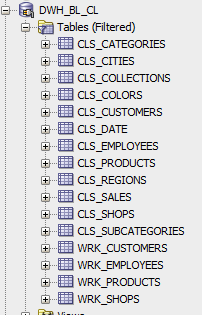 DWH_BL_CL
Tables (Filtered)
CLS_CATEGORIES
CLS_CITIES
CLS_COLLECTIONS
CLS_COLORS
CLS_CUSTOMERS
CLS_DATE
CLS_EMPLOYEES
CLS_PRODUCTS
CLS_REGIONS
CLS_SALES
CLS_SHOPS
CLS_SUBCATEGORIES
WRK_CUSTOMERS
WRK_EMPLOYEES
WRK_PRODUCTS
WRK_SHOPS
Views